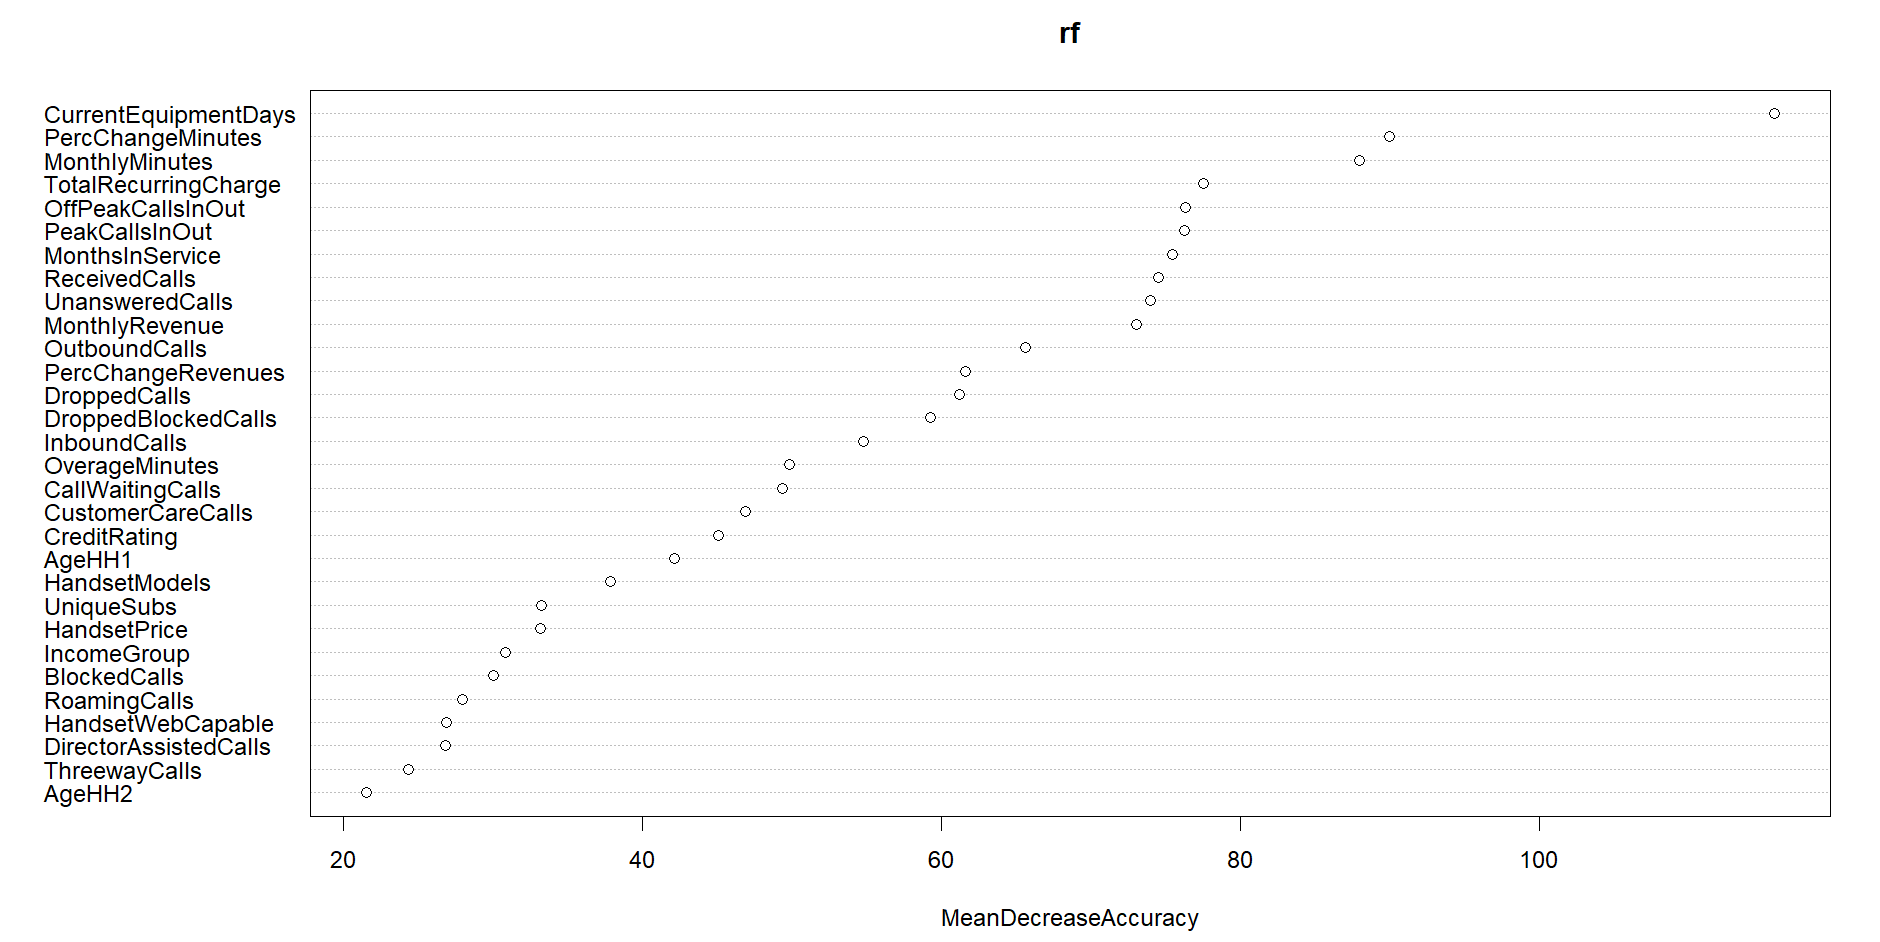 rf
CurrentEquipmentDays
PercChangeMinutes
MonthlyMinutes
TotalRecurringCharge
OffPeakCallsInOut
PeakCallsInOut
MonthsInService
ReceivedCalls
UnansweredCalls
MonthlyRevenue
OutboundCalls
PercChangeRevenues
DroppedCalls
DroppedBlockedCalls
InboundCalls
OverageMinutes
CallWaitingCalls
CustomerCareCalls
CreditRating
AgeHH1
HandsetModels
UniqueSubs
HandsetPrice
IncomeGroup
BlockedCalls
RoamingCalls
HandsetWebCapable
DirectorAssistedCalls
ThreewayCalls
AgeHH2
20 40 60 80 100
MeanDecreaseAccuracy